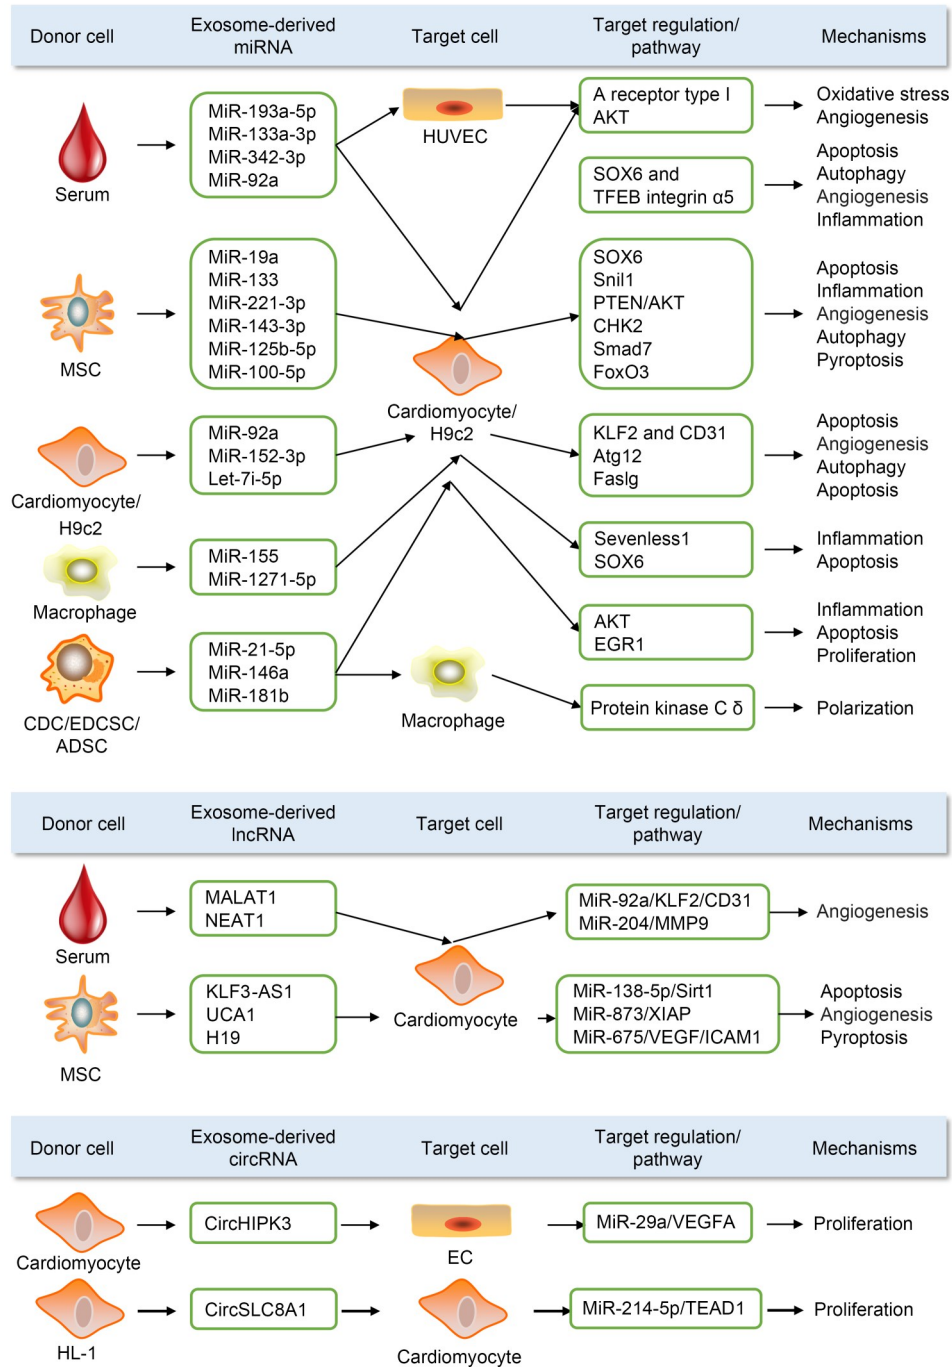 Donor cell
Exosome-derived
miRNA
Target cell
Target regulation/
pathway
Mechanisms
Serum
MiR-193a-5p
MiR-133a-3p
MiR-342-3p
MiR-92a
HUVEC
A receptor type I
AKT
Oxidative stress
Angiogenesis
SOX6 and
TFEB integrin α5
Apoptosis
Autophagy
Angiogenesis
Inflammation
MSC
MiR-19a
MiR-133
MiR-221-3p
MiR-143-3p
MiR-125b-5p
MiR-100-5p
Cardiomyocyte/
H9c2
SOX6
Snil1
PTEN/AKT
CHK2
Smad7
FoxO3
Apoptosis
Inflammation
Angiogenesis
Autophagy
Pyroptosis
Cardiomyocyte/
H9c2
MiR-92a
MiR-152-3p
Let-7i-5p
KLF2 and CD31
Atg12
Faslg
Apoptosis
Angiogenesis
Autophagy
Apoptosis
Macrophage
MiR-155
MiR-1271-5p
Sevenless1
SOX6
Inflammation
Apoptosis
CDC/EDCSC/
ADSC
MiR-21-5p
MiR-146a
MiR-181b
Macrophage
AKT
EGR1
Inflammation
Apoptosis
Proliferation
Protein kinase C δ
Polarization
Donor cell
Exosome-derived
lncRNA
Target cell
Target regulation/
pathway
Mechanisms
Serum
MALAT1
NEAT1
Cardiomyocyte
MiR-92a/KLF2/CD31
MiR-204/MMP9
Angiogenesis
MSC
KLF3-AS1
UCA1
H19
MiR-138-5p/Sirt1
MiR-873/XIAP
MiR-675/VEGF/ICAM1
Apoptosis
Angiogenesis
Pyroptosis
Donor cell
Exosome-derived
circRNA
Target cell
Target regulation/
pathway
Mechanisms
Cardiomyocyte
CircHIPK3
EC
MiR-29a/VEGFA
Proliferation
HL-1
CircSLC8A1
Cardiomyocyte
MiR-214-5p/TEAD1
Proliferation